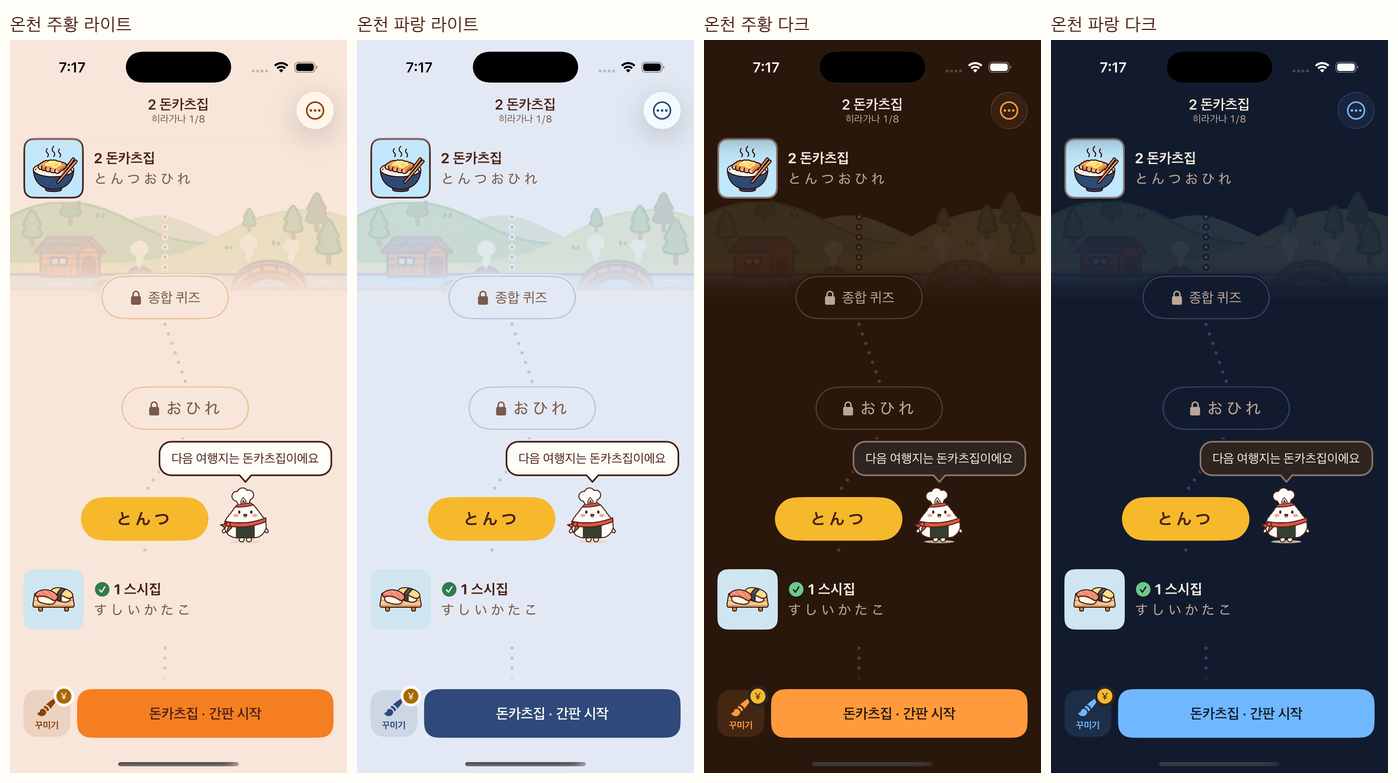 온천 주황 라이트
7:17
2 돈카츠집
히라가나 1/8
2 돈카츠집
とんつおひれ
종합 퀴즈
おひれ
다음 여행지는 돈카츠집이에요
とんつ
1 스시집
すしいかたこ
¥
꾸미기
돈카츠집 · 간판 시작
온천 파랑 라이트
7:17
2 돈카츠집
히라가나 1/8
2 돈카츠집
とんつおひれ
종합 퀴즈
おひれ
다음 여행지는 돈카츠집이에요
とんつ
1 스시집
すしいかたこ
¥
꾸미기
돈카츠집 · 간판 시작
온천 주황 다크
7:17
2 돈카츠집
히라가나 1/8
2 돈카츠집
とんつおひれ
종합 퀴즈
おひれ
다음 여행지는 돈카츠집이에요
とんつ
1 스시집
すしいかたこ
¥
꾸미기
돈카츠집 · 간판 시작
온천 파랑 다크
7:17
2 돈카츠집
히라가나 1/8
2 돈카츠집
とんつおひれ
종합 퀴즈
おひれ
다음 여행지는 돈카츠집이에요
とんつ
1 스시집
すしいかたこ
¥
꾸미기
돈카츠집 · 간판 시작